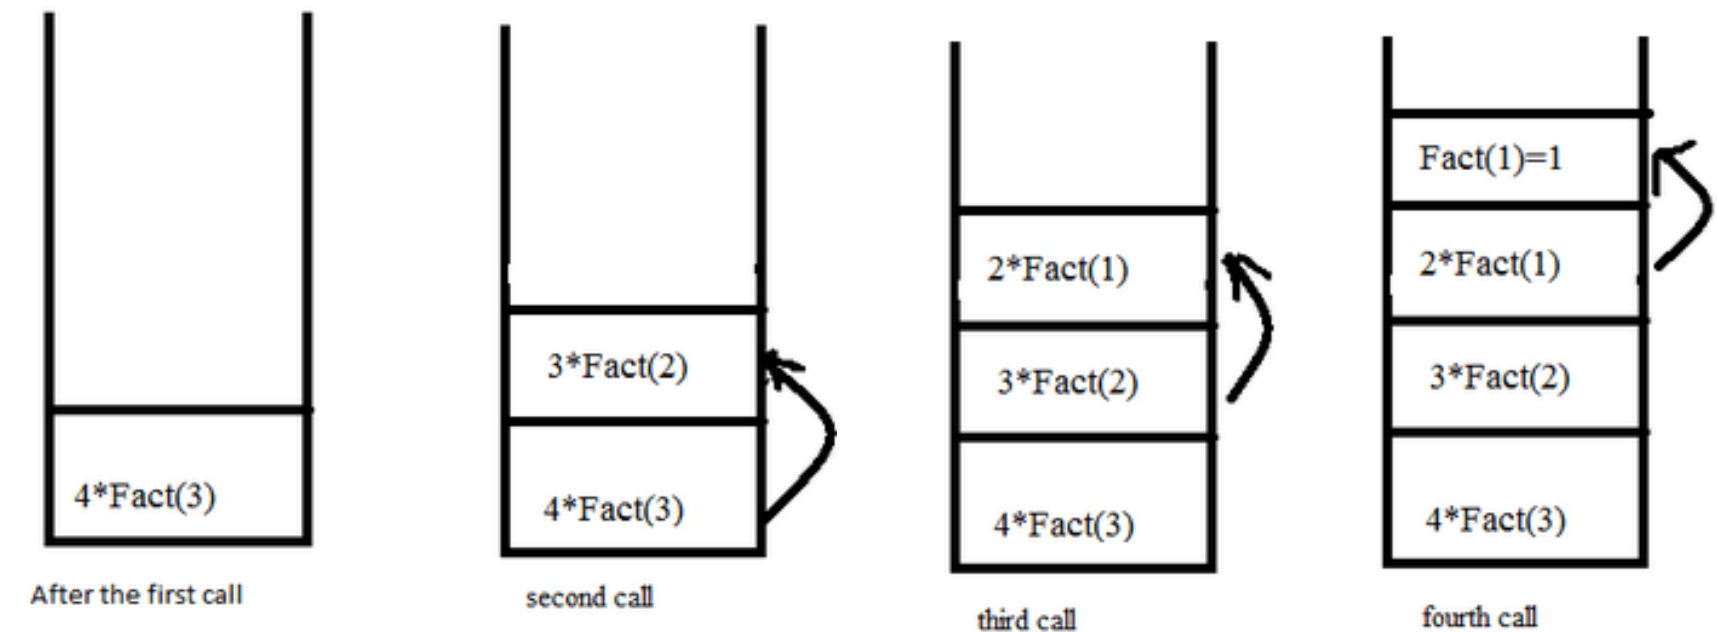 4*Fact(3)
After the first call
3*Fact(2)
4*Fact(3)
second call
2*Fact(1)
3*Fact(2)
4*Fact(3)
third call
Fact(1)=1
2*Fact(1)
3*Fact(2)
4*Fact(3)
fourth call